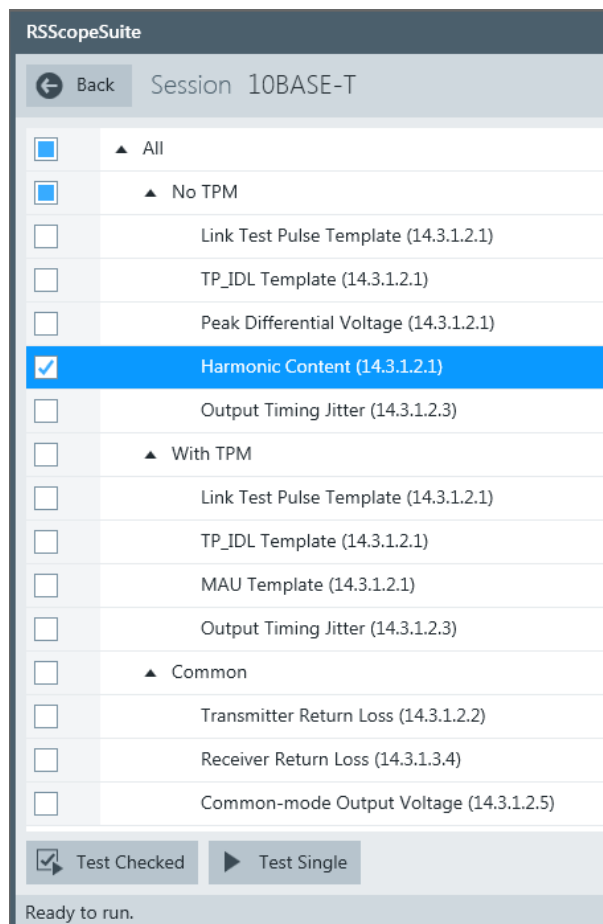 RSScopeSuite
Back Session 10BASE-T
All
No TPM
Link Test Pulse Template (14.3.1.2.1)
TP_IDL Template (14.3.1.2.1)
Peak Differential Voltage (14.3.1.2.1)
Harmonic Content (14.3.1.2.1)
Output Timing Jitter (14.3.1.2.3)
With TPM
Link Test Pulse Template (14.3.1.2.1)
TP_IDL Template (14.3.1.2.1)
MAU Template (14.3.1.2.1)
Output Timing Jitter (14.3.1.2.3)
Common
Transmitter Return Loss (14.3.1.2.2)
Receiver Return Loss (14.3.1.3.4)
Common-mode Output Voltage (14.3.1.2.5)
Test Checked Test Single
Ready to run.